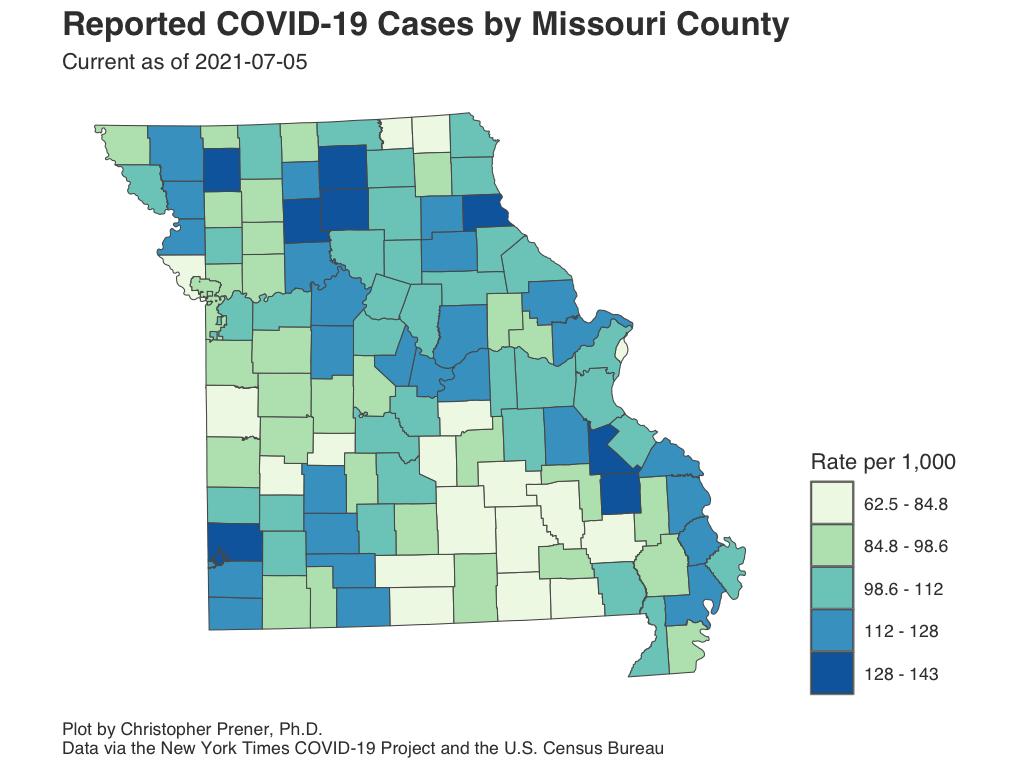 Reported COVID-19 Cases by Missouri County
Current as of 2021-07-05
Rate per 1,000
62.5 - 84.8
84.8 - 98.6
98.6 - 112
112 - 128
128 - 143
Plot by Christopher Prener, Ph.D.
Data via the New York Times COVID-19 Project and the U.S. Census Bureau